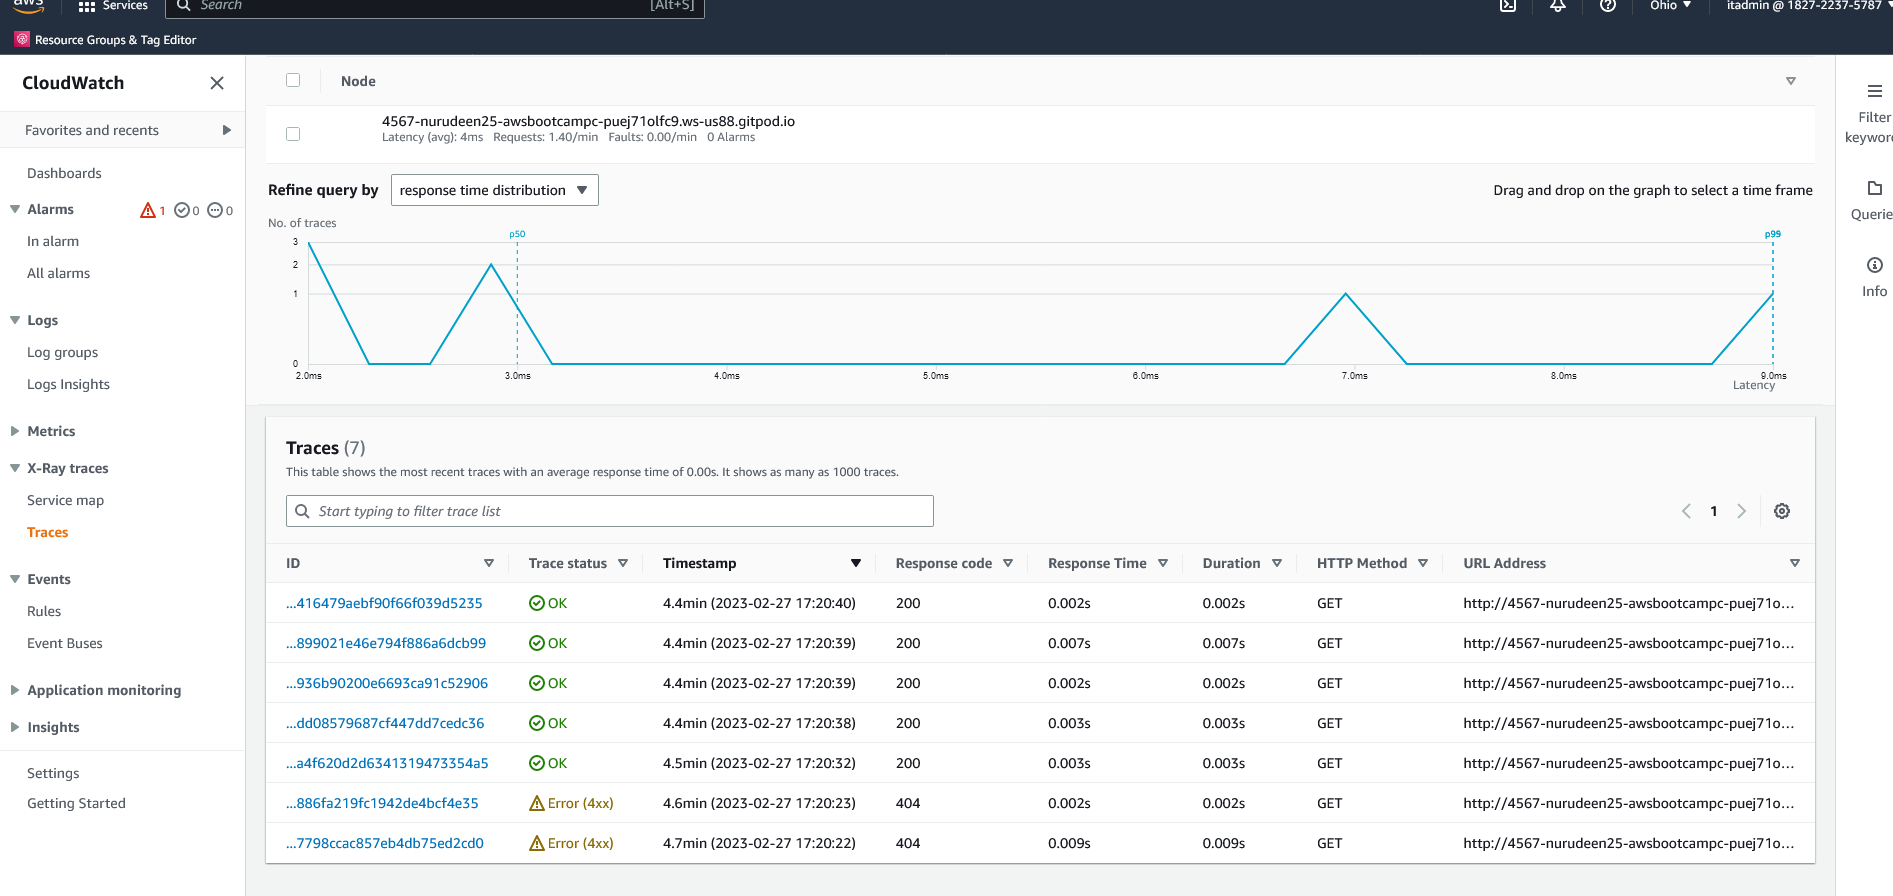 aws
Services
Search
[Alt+S]
Ohio
itadmin @ 1827-2237-5787
Resource Groups & Tag Editor
CloudWatch
Favorites and recents
Dashboards
Alarms 1 0 0
In alarm
All alarms
Logs
Log groups
Logs Insights
Metrics
X-Ray traces
Service map
Traces
Events
Rules
Event Buses
Application monitoring
Insights
Settings
Getting Started
Node
4567-nurudeen25-awsbootcampc-puej71olfc9.ws-us88.gitpod.io
Latency (avg): 4ms Requests: 1.40/min Faults: 0.00/min 0 Alarms
Refine query by response time distribution
Drag and drop on the graph to select a time frame
No. of traces
p50
p99
3
2
1
0
2.0ms 3.0ms 4.0ms 5.0ms 6.0ms 7.0ms 8.0ms 9.0ms
Latency
Traces (7)
This table shows the most recent traces with an average response time of 0.00s. It shows as many as 1000 traces.
Start typing to filter trace list
1
ID Trace status Timestamp Response code Response Time Duration HTTP Method URL Address
...416479aebf90f66f039d5235 OK 4.4min (2023-02-27 17:20:40) 200 0.002s 0.002s GET http://4567-nurudeen25-awsbootcampc-puej71o...
...899021e46e794f886a6dcb99 OK 4.4min (2023-02-27 17:20:39) 200 0.007s 0.007s GET http://4567-nurudeen25-awsbootcampc-puej71o...
...936b90200e6693ca91c52906 OK 4.4min (2023-02-27 17:20:39) 200 0.002s 0.002s GET http://4567-nurudeen25-awsbootcampc-puej71o...
...dd08579687cf447dd7cedc36 OK 4.4min (2023-02-27 17:20:38) 200 0.003s 0.003s GET http://4567-nurudeen25-awsbootcampc-puej71o...
...a4f620d2d6341319473354a5 OK 4.5min (2023-02-27 17:20:32) 200 0.003s 0.003s GET http://4567-nurudeen25-awsbootcampc-puej71o...
...886fa219fc1942de4bcf4e35 Error (4xx) 4.6min (2023-02-27 17:20:23) 404 0.002s 0.002s GET http://4567-nurudeen25-awsbootcampc-puej71o...
...7798ccac857eb4db75ed2cd0 Error (4xx) 4.7min (2023-02-27 17:20:22) 404 0.009s 0.009s GET http://4567-nurudeen25-awsbootcampc-puej71o...
Filter
keyword
Querie
Info